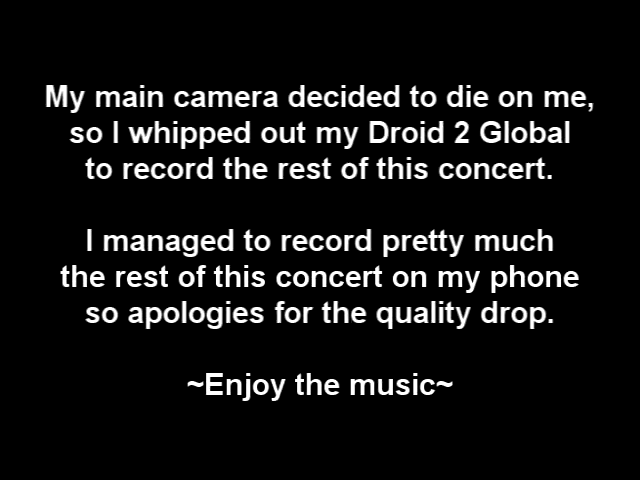 My main camera decided to die on me,
so I whipped out my Droid 2 Global
to record the rest of this concert.
I managed to record pretty much
the rest of this concert on my phone
so apologies for the quality drop.
~Enjoy the music~